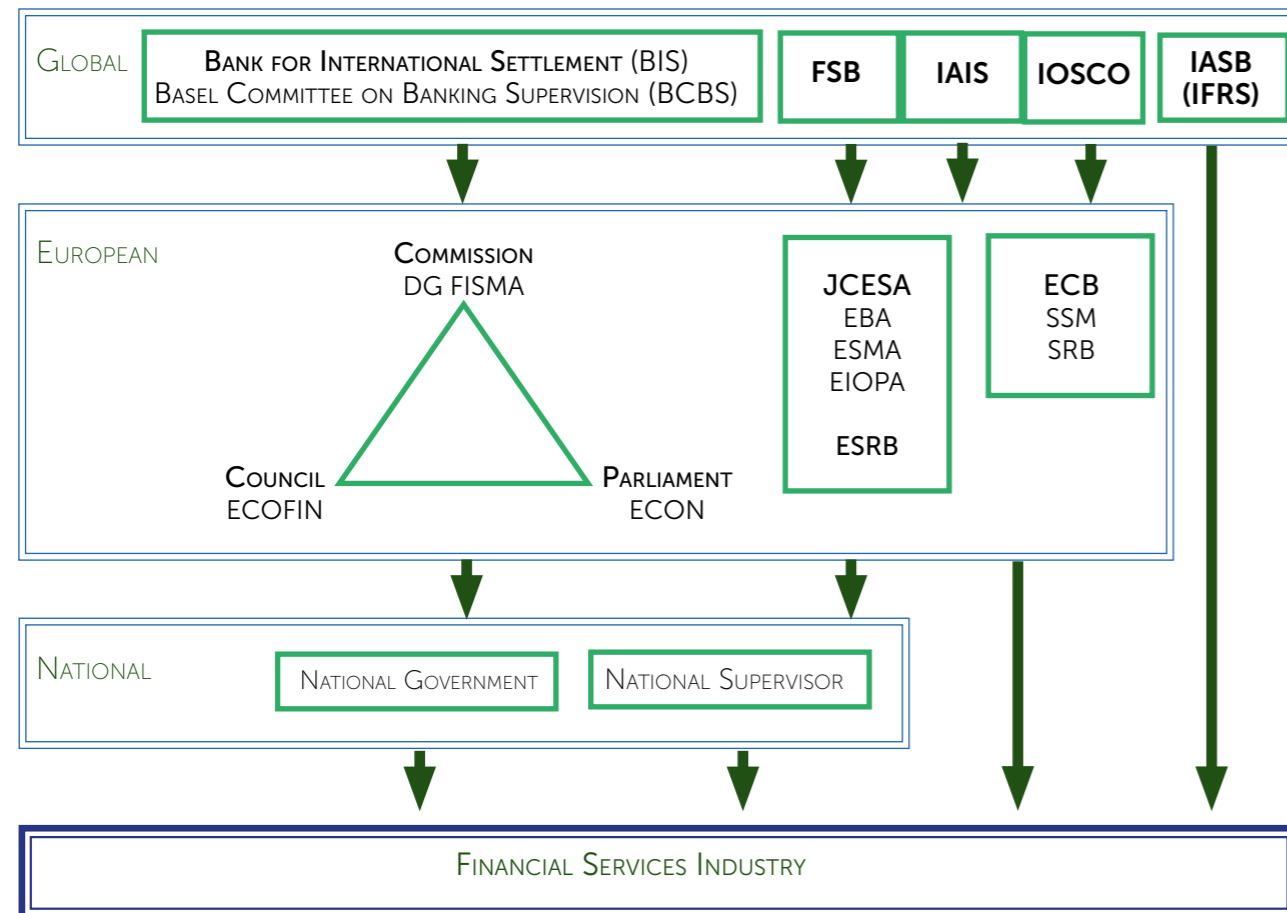 Global
Bank for International Settlement (BIS)
Basel Committee on Banking Supervision (BCBS)
FSB
IAIS
IOSCO
IASB
(IFRS)
European
Commission
DG FISMA
Council
ECOFIN
Parliament
ECON
JCESA
EBA
ESMA
EIOPA
ESRB
ECB
SSM
SRB
National
National Government
National Supervisor
Financial Services Industry